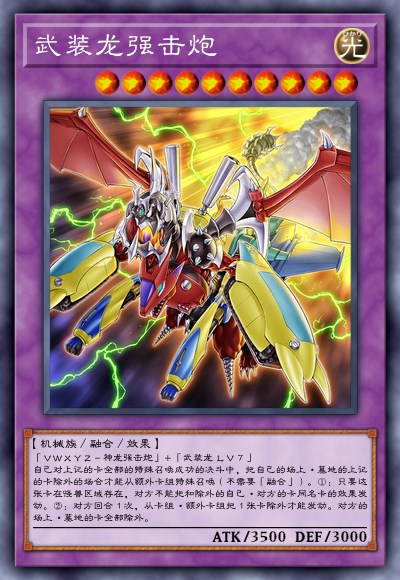 武装龙强击炮
ひかり
光
【机械族／融合／效果】
「VWXYZ－神龙强击炮」+「武装龙 LV7」
自己对上记的卡全部的特殊召唤成功的决斗中，把自己的场上·墓地的上记
的卡除外的场合才能从额外卡组特殊召唤（不需要「融合」）。①：只要这
张卡在怪兽区域存在，对方不能把和除外的自己·对方的卡同名卡的效果发
动。②：对方回合1次，从卡组·额外卡组把1张卡除外才能发动。对方的
场上·墓地的卡全部除外。
ATK/3500 DEF/3000